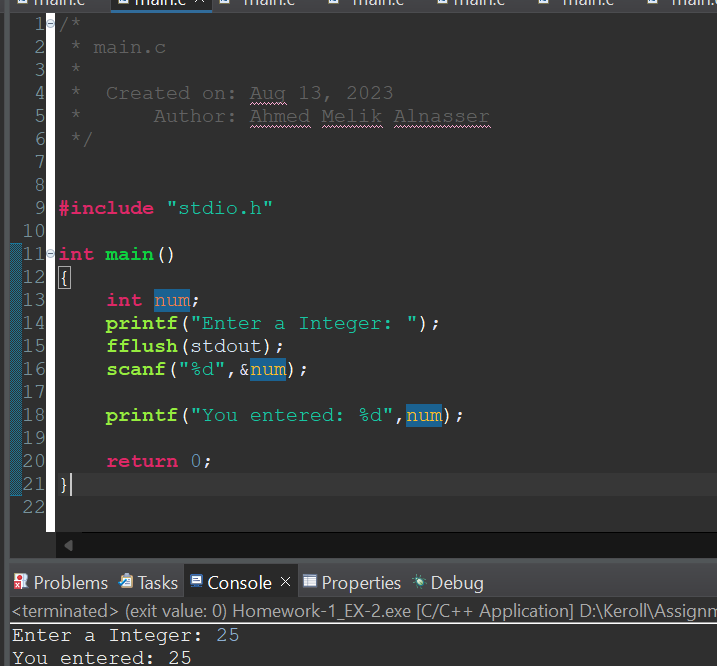 main.c main.c main.c main.c main.c main.c main.c
1 /*
2  * main.c
3  *
4  *  Created on: Aug 13, 2023
5  *      Author: Ahmed Melik Alnasser
6  */
7
8
9 #include "stdio.h"
10
11 int main()
12 {
13     int num;
14     printf("Enter a Integer: ");
15     fflush(stdout);
16     scanf("%d",&num);
17
18     printf("You entered: %d",num);
19
20     return 0;
21 }
22
Problems Tasks Console Properties Debug
<terminated> (exit value: 0) Homework-1_EX-2.exe [C/C++ Application] D:\Keroll\Assignm
Enter a Integer: 25
You entered: 25